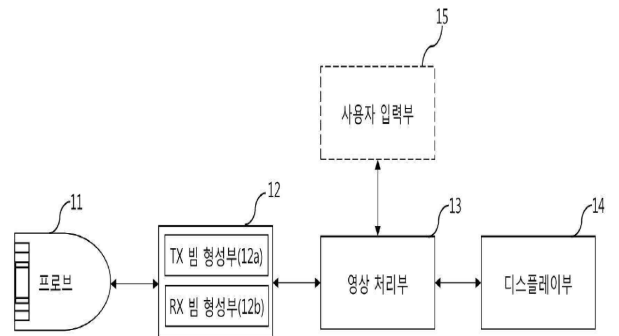 15
사용자 입력부
11
12
13
14
프로브
TX 빔 형성부(12a)
RX 빔 형성부(12b)
영상 처리부
디스플레이부